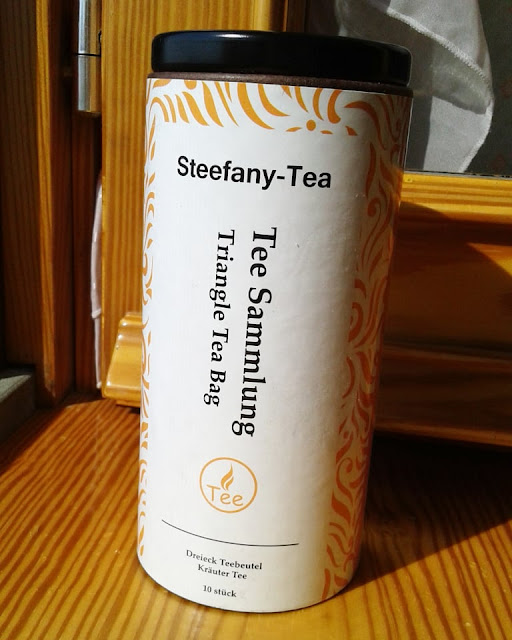 Steefany-Tea
Tee Sammlung
Triangle Tea Bag
Tee
Dreieck Teebeutel
Kräuter Tee
10 stück